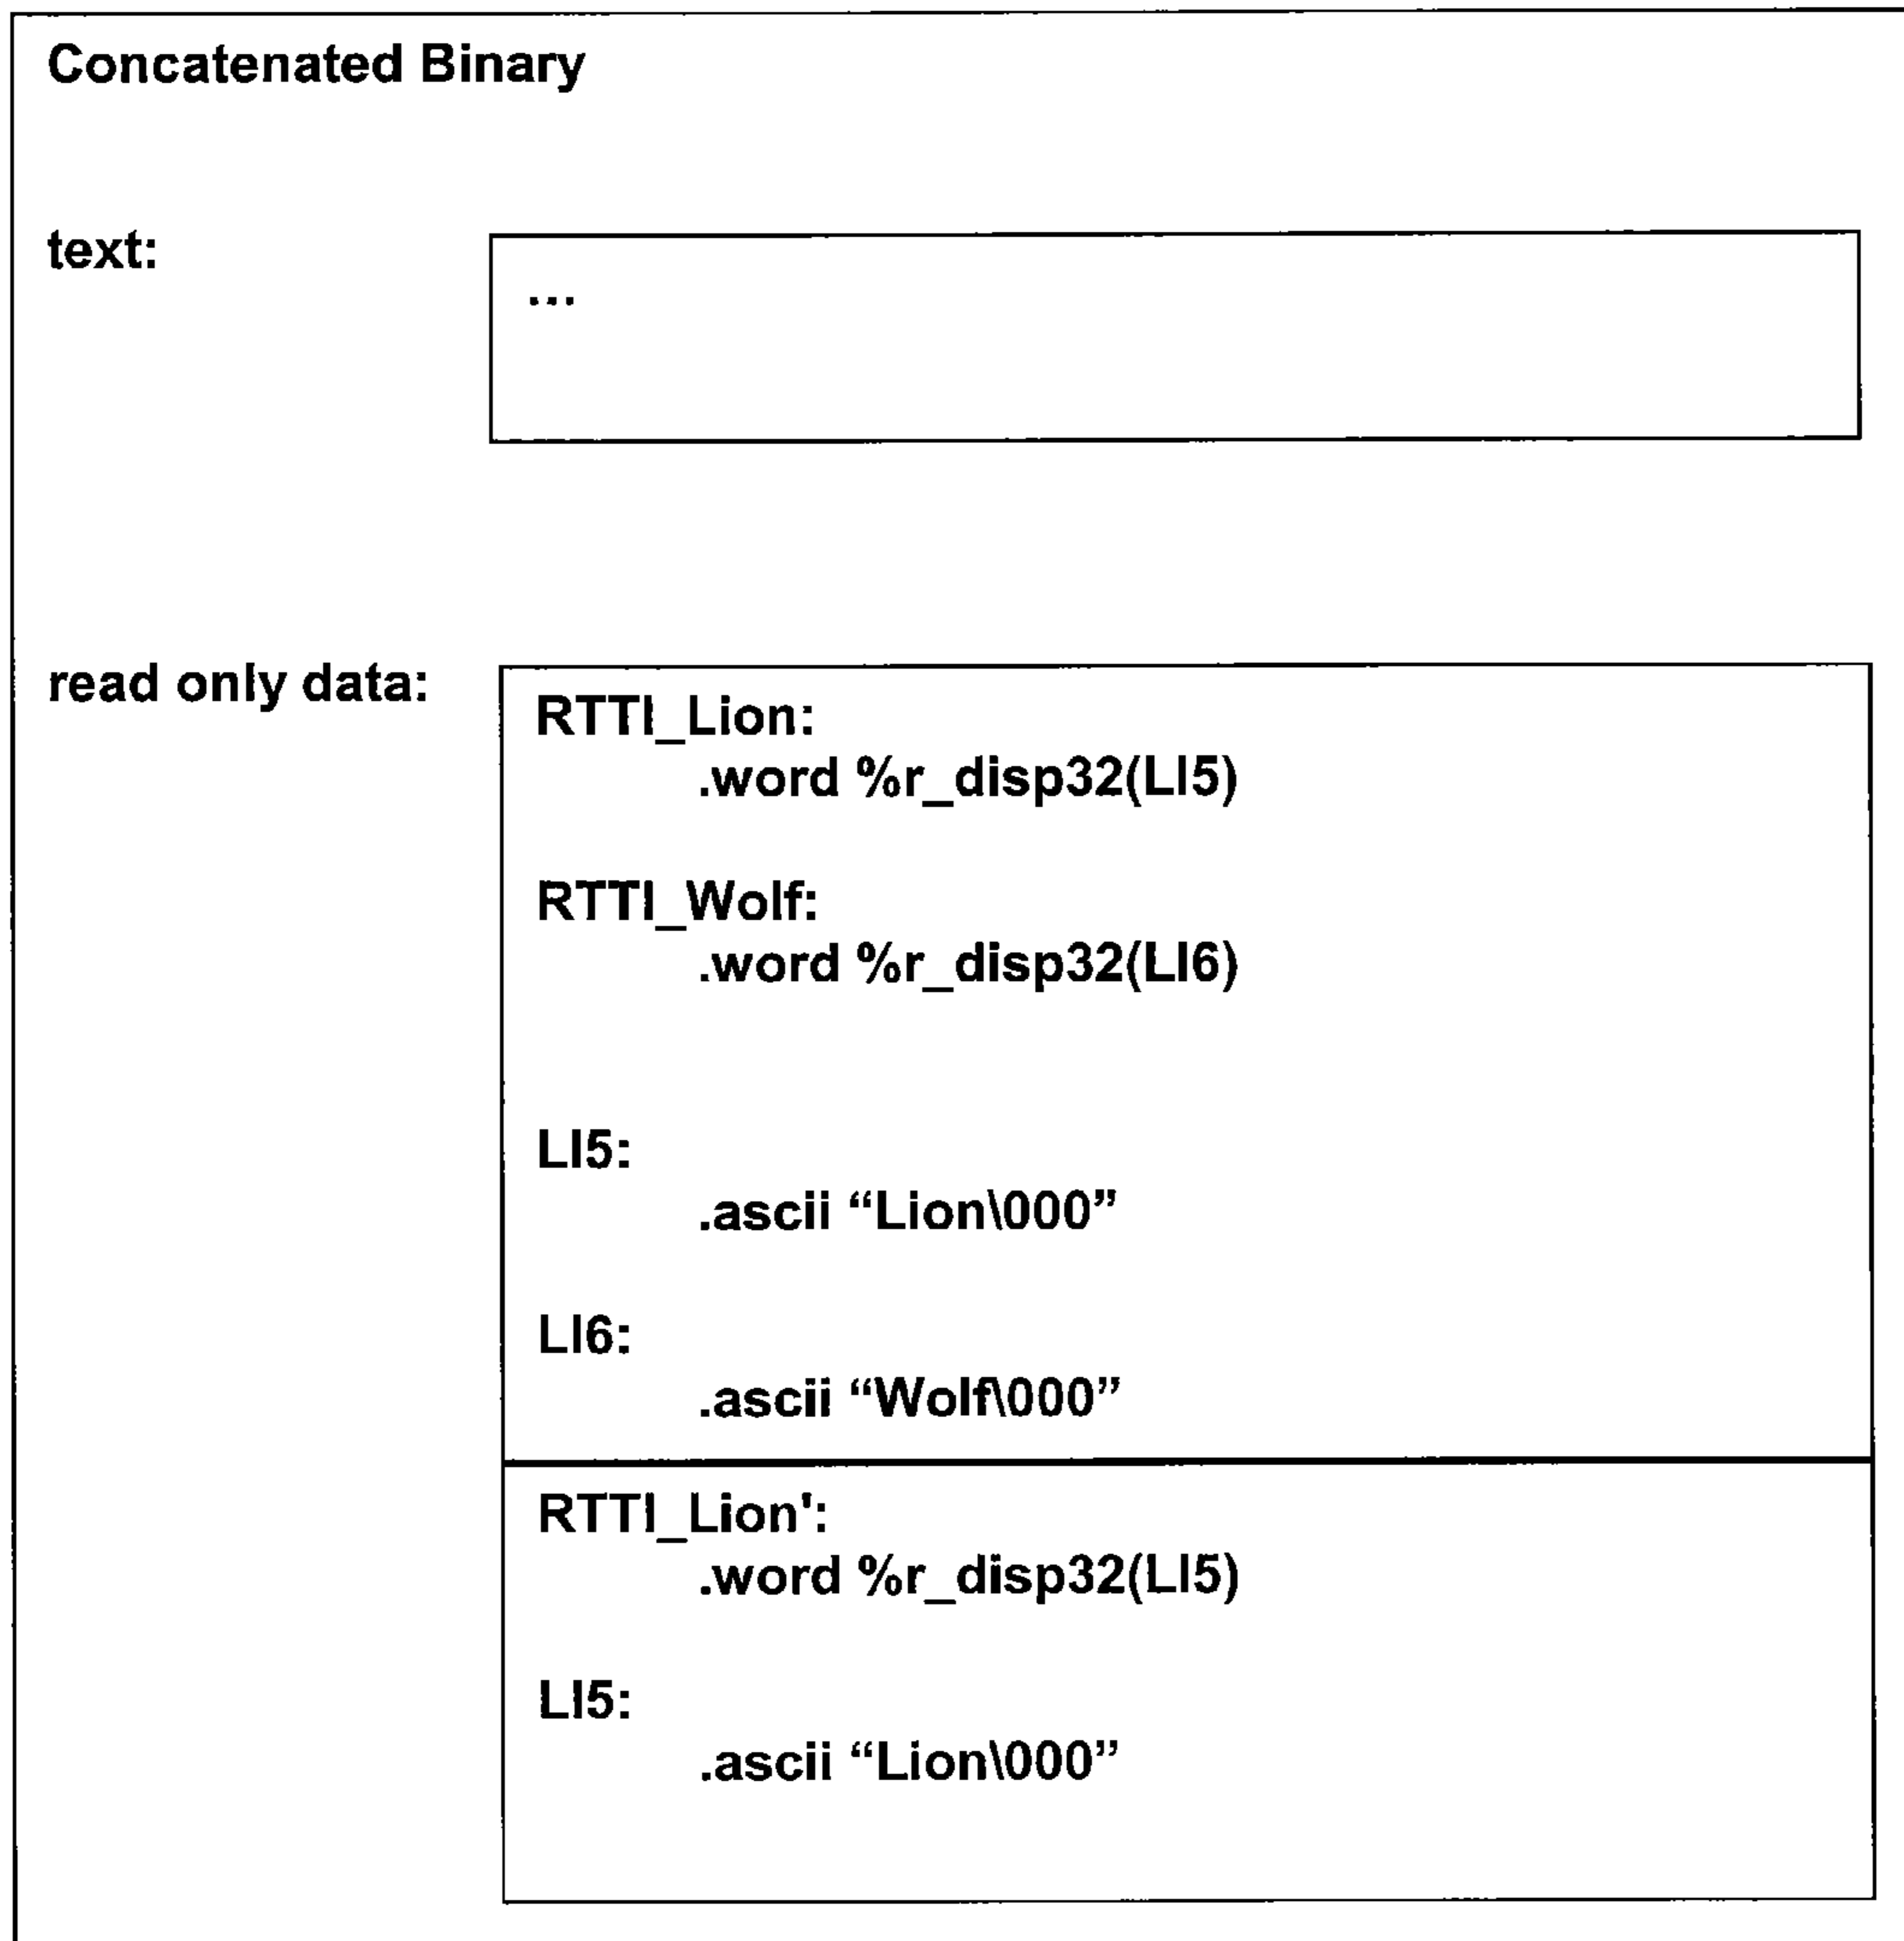 Concatenated Binary
text:
...
read only data:
RTTI_Lion:
.word %r_disp32(LI5)
RTTI_Wolf:
.word %r_disp32(LI6)
LI5:
.ascii “Lion\000”
LI6:
.ascii “Wolf\000”
RTTI_Lion':
.word %r_disp32(LI5)
LI5:
.ascii “Lion\000”